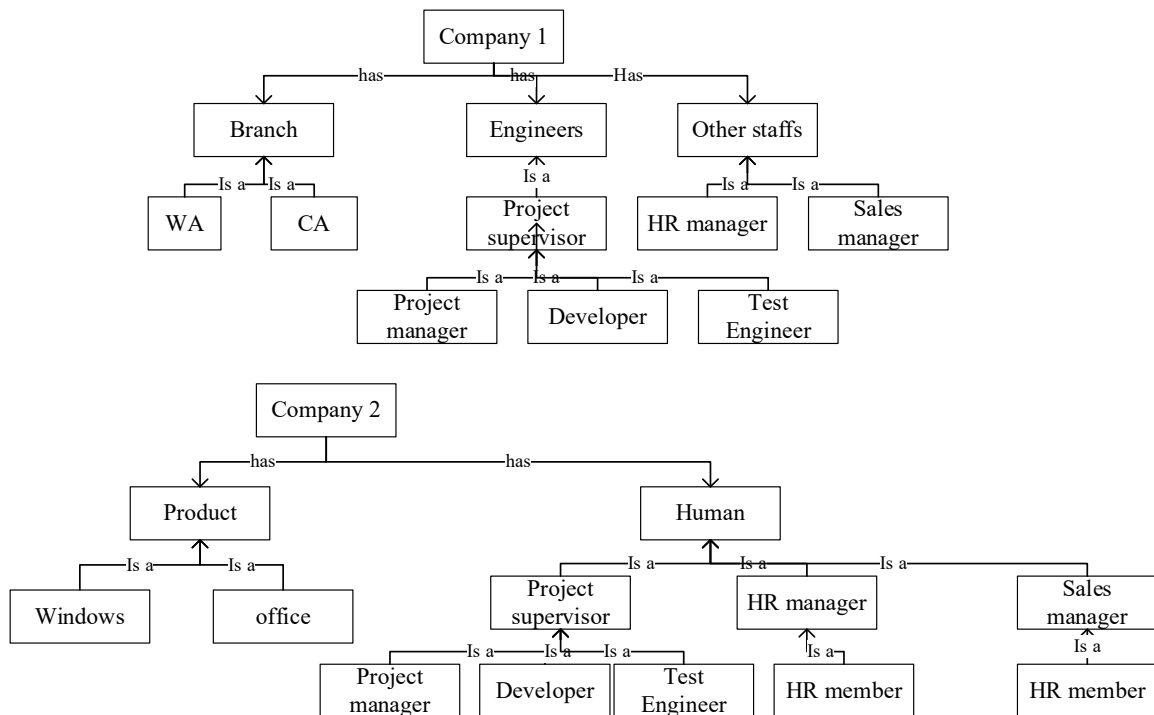 Company 1
has
has
Has
Branch
Engineers
Other staffs
Is a
Is a
Is a
Is a
Is a
WA
CA
Project
supervisor
HR manager
Sales
manager
Is a
Is a
Is a
Project
manager
Developer
Test
Engineer
Company 2
has
has
Product
Human
Is a
Is a
Is a
Is a
Is a
Windows
office
Project
supervisor
HR manager
Sales
manager
Is a
Is a
Is a
Is a
Is a
Project
manager
Developer
Test
Engineer
HR member
HR member